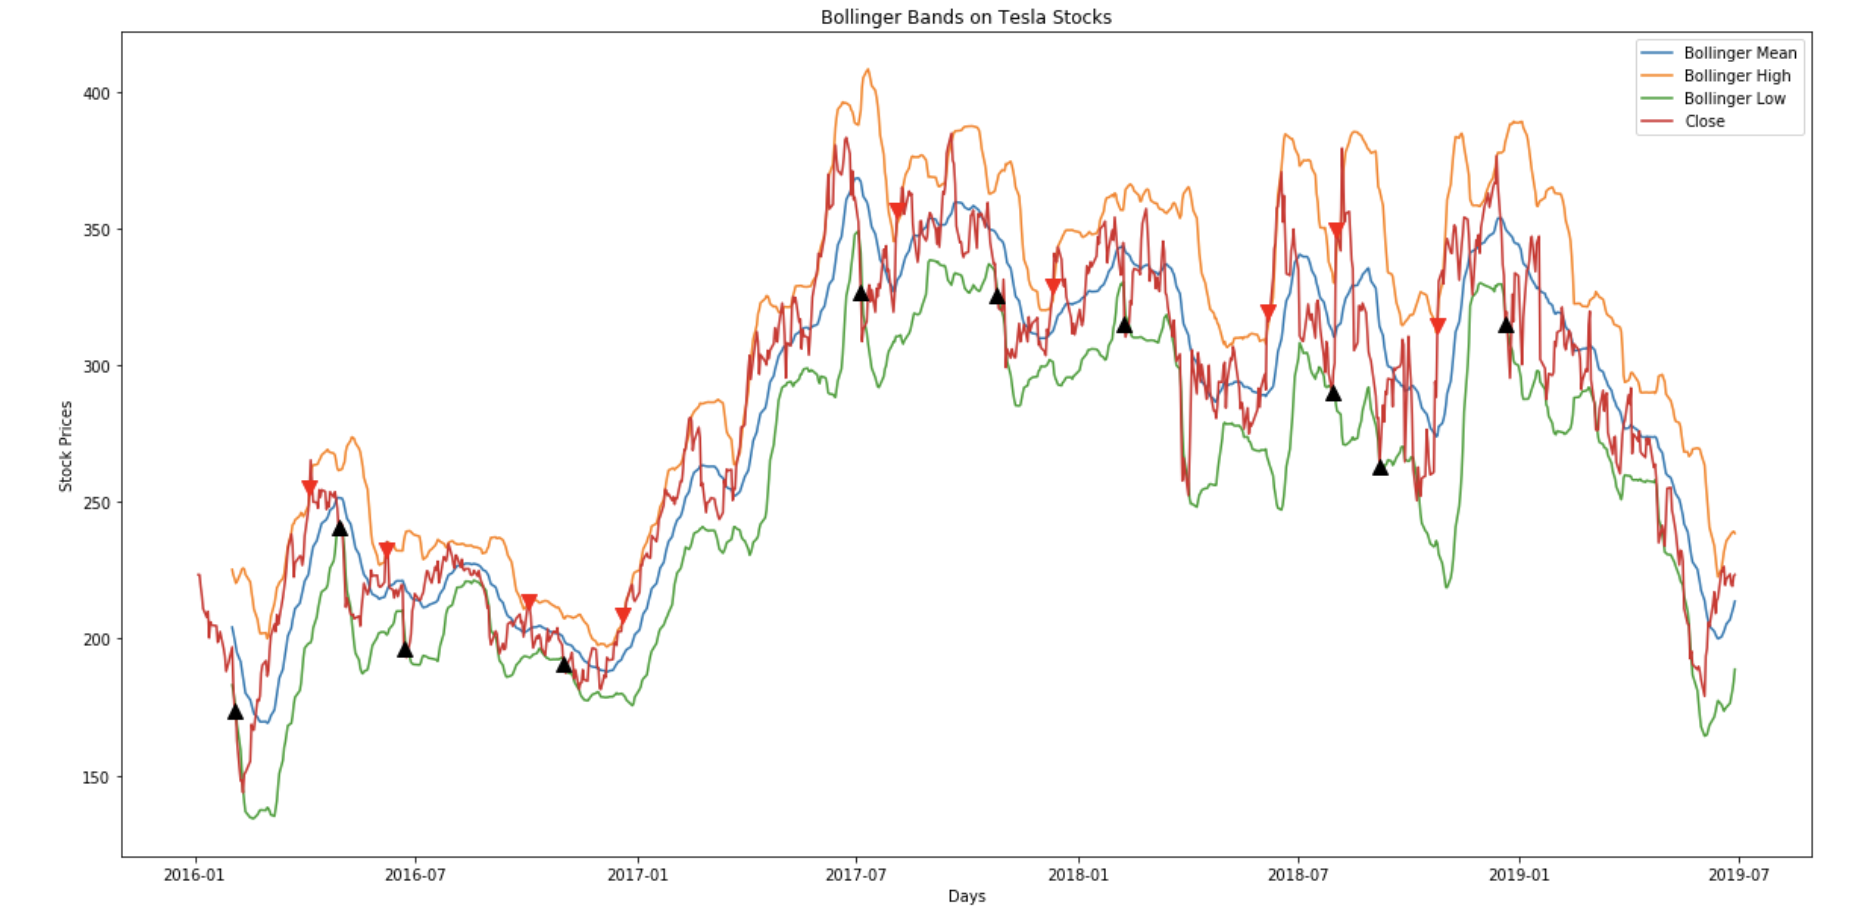 Bollinger Bands on Tesla Stocks
Bollinger Mean
Bollinger High
Bollinger Low
Close
400
350
300
250
200
150
Stock Prices
2016-01 2016-07 2017-01 2017-07 2018-01 2018-07 2019-01 2019-07
Days